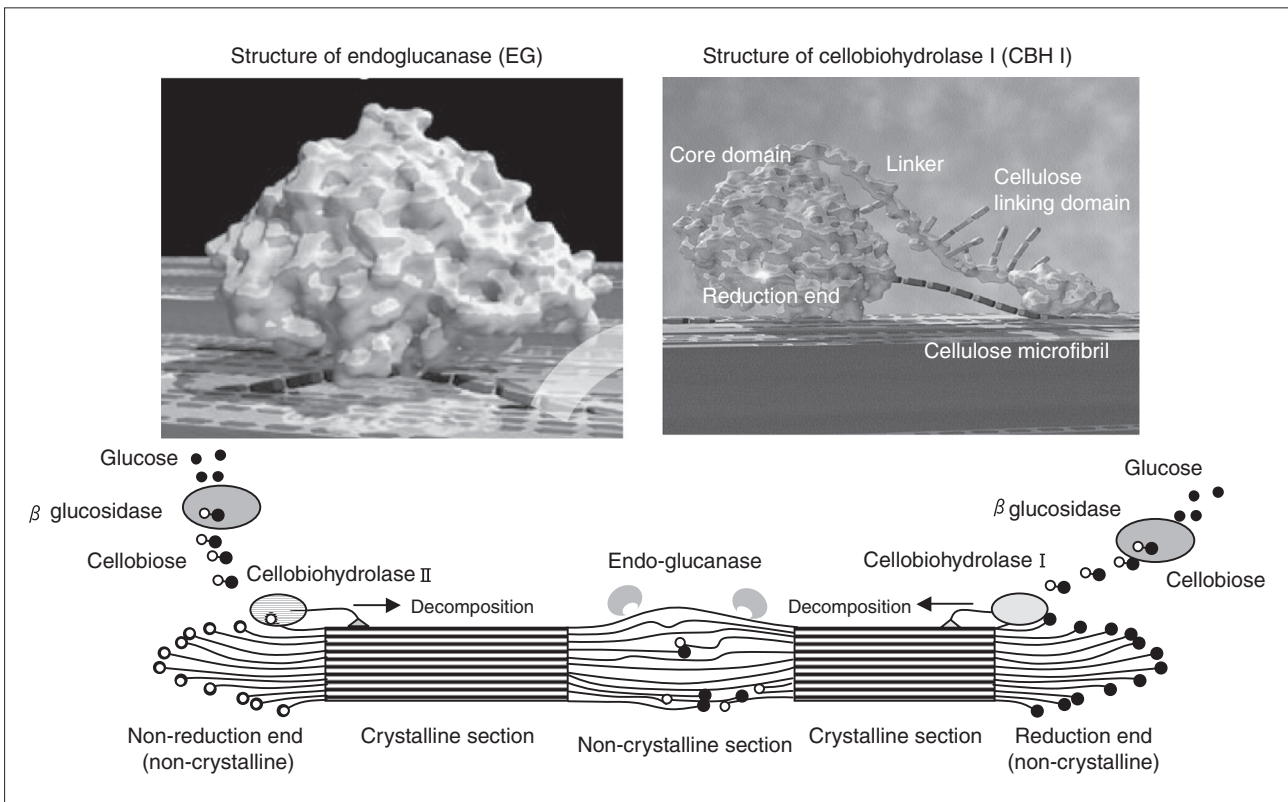 Structure of endoglucanase (EG)
Structure of cellobiohydrolase I (CBH I)
Core domain
Linker
Cellulose
linking domain
Reduction end
Cellulose microfibril
Glucose
β glucosidase
Cellobiose
Cellobiohydrolase Ⅱ
Decomposition
Endo-glucanase
Cellobiohydrolase Ⅰ
Decomposition
Glucose
β glucosidase
Cellobiose
Non-reduction end
(non-crystalline)
Crystalline section
Non-crystalline section
Crystalline section
Reduction end
(non-crystalline)